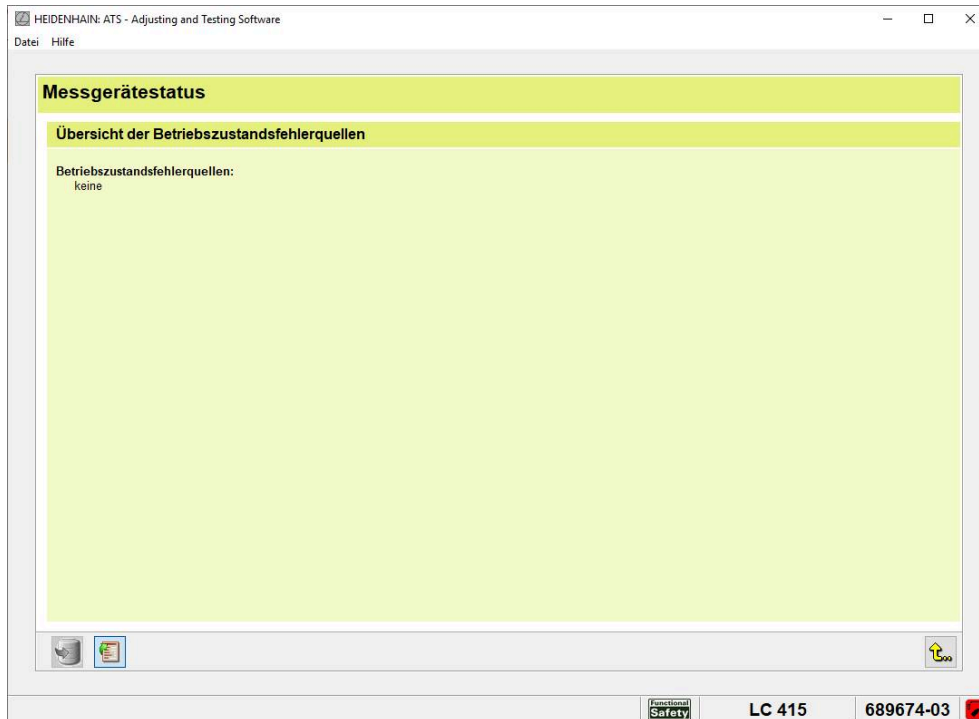 HEIDENHAIN: ATS - Adjusting and Testing Software
Datei Hilfe
Messgerätestatus
Übersicht der Betriebszustandsfehlerquellen
Betriebszustandsfehlerquellen:
keine
Functional
Safety
LC 415
689674-03